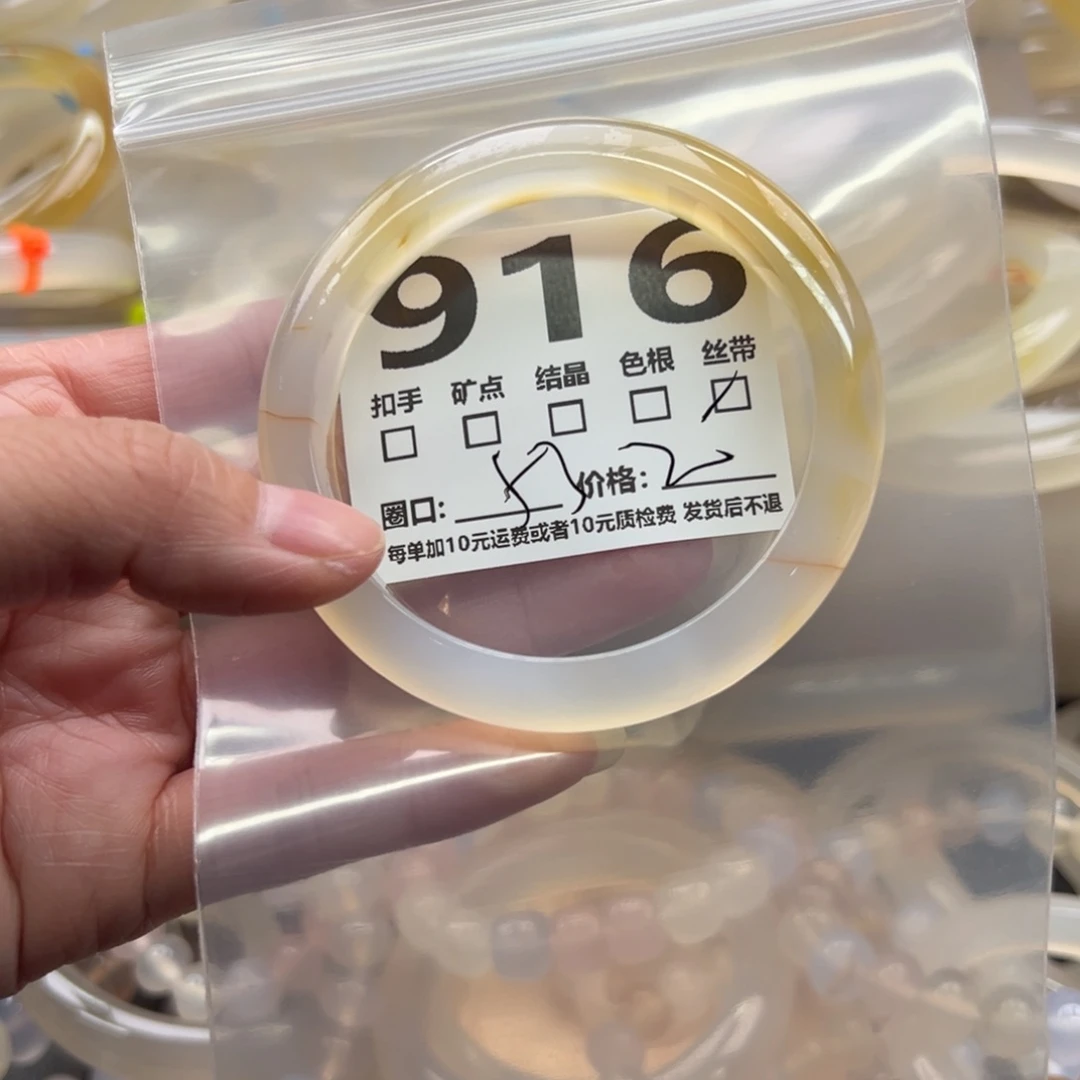 916
扣手 矿点 结晶 色根 丝带
圈口: 价格:
每单加10元运费或者10元质检费 发货后不退